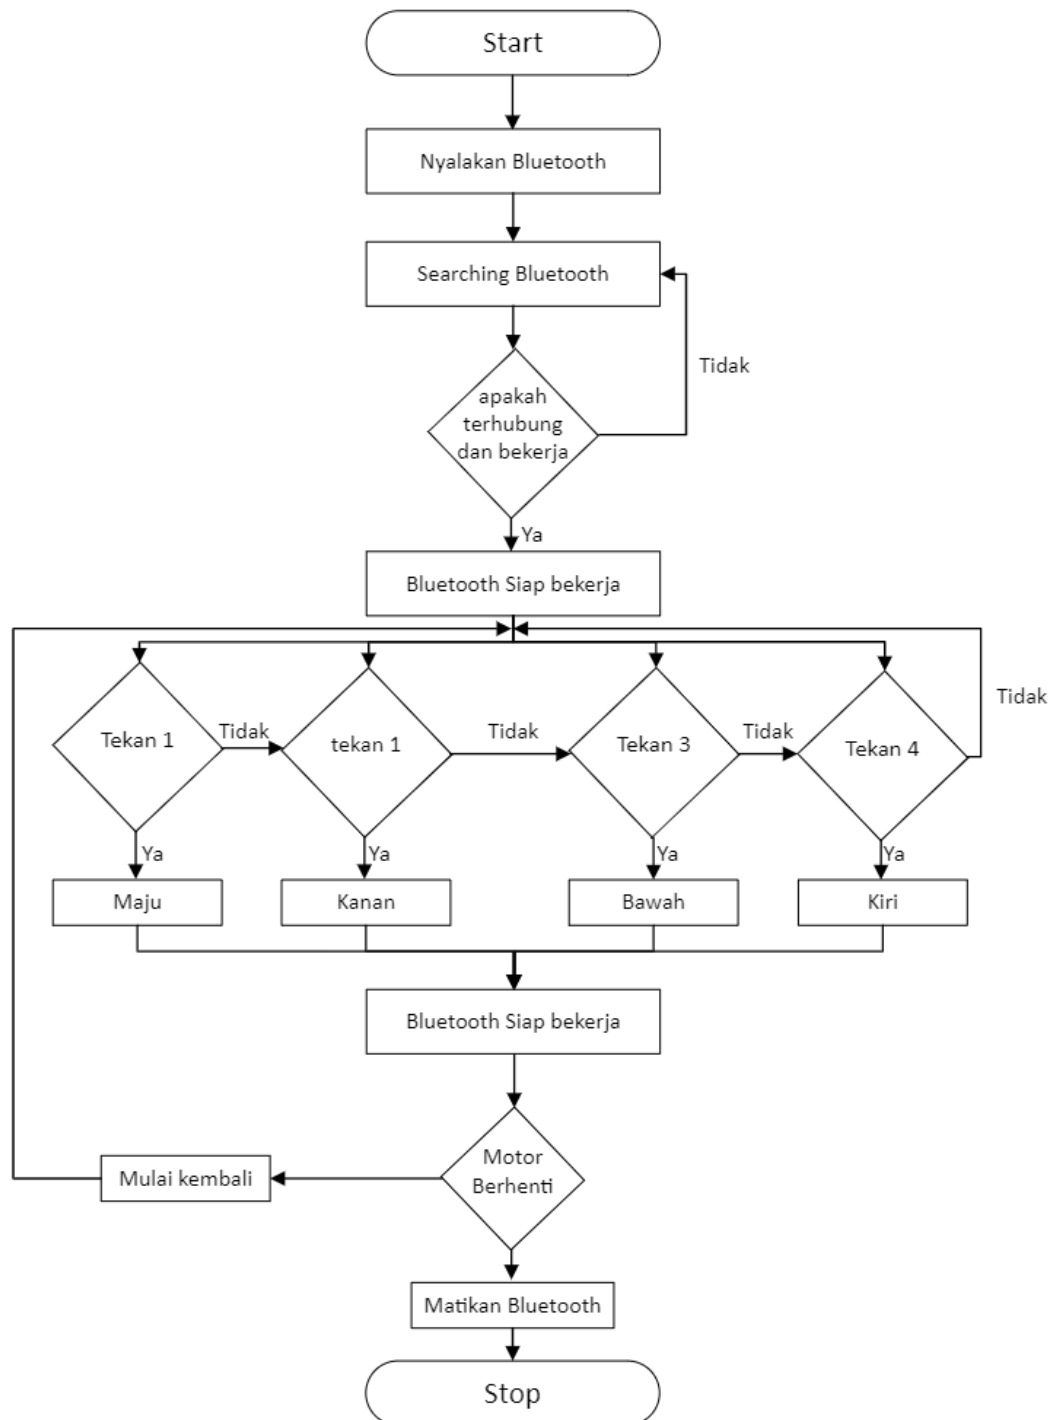 Start
Nyalakan Bluetooth
Searching Bluetooth
Tidak
apakah
terhubung
dan bekerja
Ya
Bluetooth Siap bekerja
Tekan 1
Tidak
tekan 1
Tidak
Tekan 3
Tidak
Tekan 4
Tidak
Ya
Ya
Ya
Ya
Maju
Kanan
Bawah
Kiri
Bluetooth Siap bekerja
Motor
Berhenti
Mulai kembali
Matikan Bluetooth
Stop